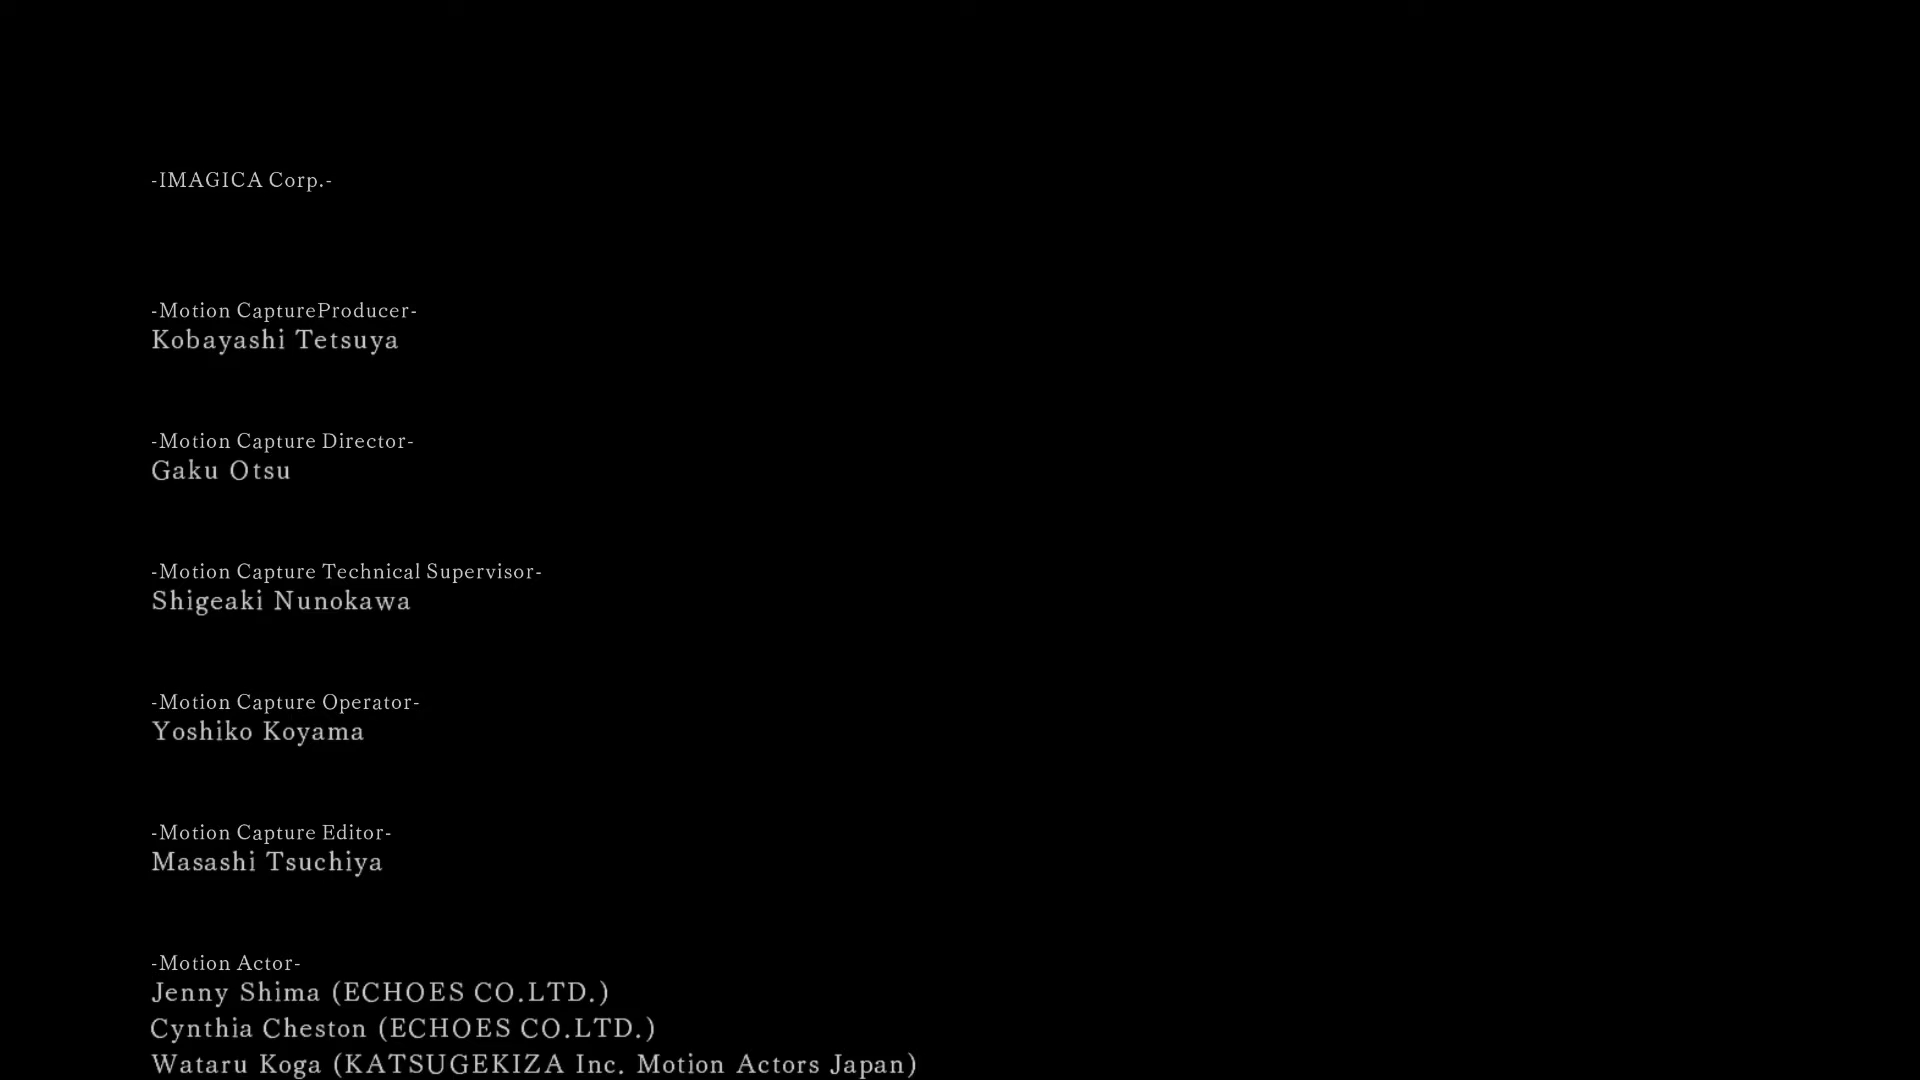 -IMAGICA Corp.-
-Motion CaptureProducer-
Kobayashi Tetsuya
-Motion Capture Director-
Gaku Otsu
-Motion Capture Technical Supervisor-
Shigeaki Nunokawa
-Motion Capture Operator-
Yoshiko Koyama
-Motion Capture Editor-
Masashi Tsuchiya
-Motion Actor-
Jenny Shima (ECHOES CO.LTD.)
Cynthia Cheston (ECHOES CO.LTD.)
Wataru Koga (KATSUGEKIZA Inc. Motion Actors Japan)